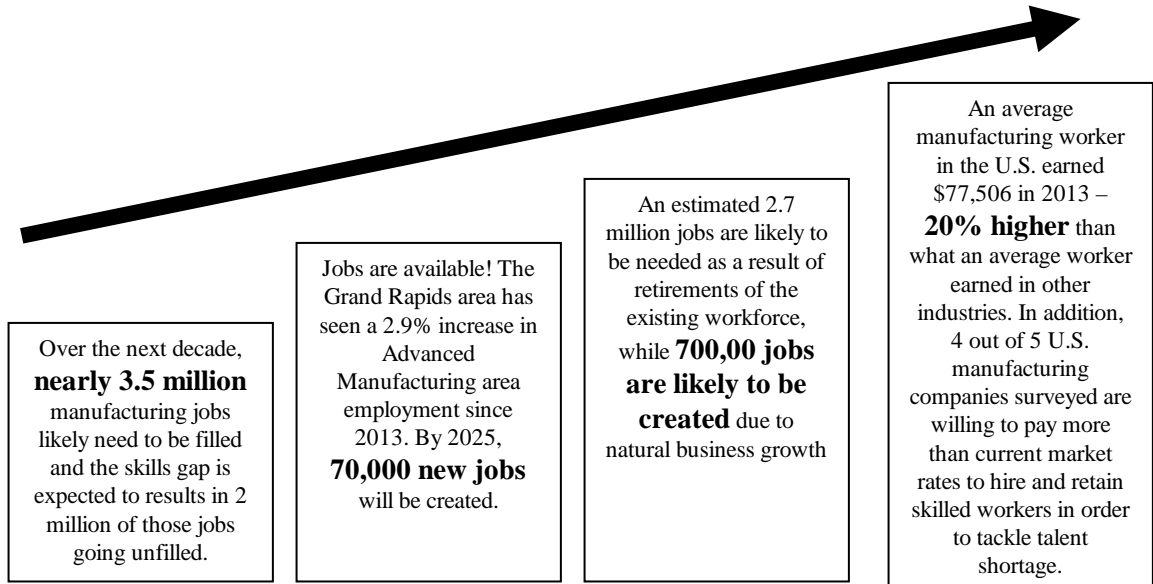 Over the next decade,
nearly 3.5 million
manufacturing jobs
likely need to be filled
and the skills gap is
expected to results in 2
million of those jobs
going unfilled.
Jobs are available! The
Grand Rapids area has
seen a 2.9% increase in
Advanced
Manufacturing area
employment since
2013. By 2025,
70,000 new jobs
will be created.
An estimated 2.7
million jobs are likely to
be needed as a result of
retirements of the
existing workforce,
while 700,00 jobs
are likely to be
created due to
natural business growth
An average
manufacturing worker
in the U.S. earned
$77,506 in 2013 –
20% higher than
what an average worker
earned in other
industries. In addition,
4 out of 5 U.S.
manufacturing
companies surveyed are
willing to pay more
than current market
rates to hire and retain
skilled workers in order
to tackle talent
shortage.